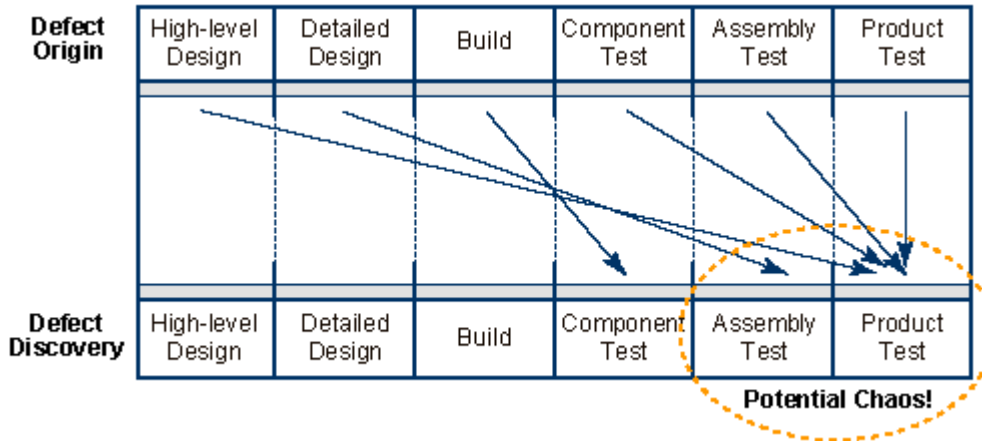 Defect
Origin
High-level
Design
Detailed
Design
Build
Component
Test
Assembly
Test
Product
Test
Defect
Discovery
High-level
Design
Detailed
Design
Build
Component
Test
Assembly
Test
Product
Test
Potential Chaos!